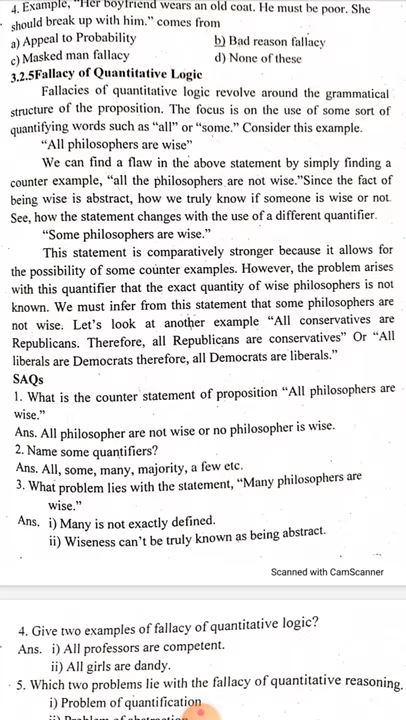 4. Example, "Her boyfriend wears an old coat. He must be poor. She
should break up with him." comes from
a) Appeal to Probability b) Bad reason fallacy
c) Masked man fallacy d) None of these
3.2.5Fallacy of Quantitative Logic
Fallacies of quantitative logic revolve around the grammatical
structure of the proposition. The focus is on the use of some sort of
quantifying words such as "all" or "some." Consider this example.
"All philosophers are wise"
We can find a flaw in the above statement by simply finding a
counter example, "all the philosophers are not wise."Since the fact of
being wise is abstract, how we truly know if someone is wise or not.
See, how the statement changes with the use of a different quantifier.
"Some philosophers are wise."
This statement is comparatively stronger because it allows for
the possibility of some counter examples. However, the problem arises
with this quantifier that the exact quantity of wise philosophers is not
known. We must infer from this statement that some philosophers are
not wise. Let's look at another example "All conservatives are
Republicans. Therefore, all Republicans are conservatives" Or "All
liberals are Democrats therefore, all Democrats are liberals."
SAQs
1. What is the counter statement of proposition "All philosophers are
wise."
Ans. All philosopher are not wise or no philosopher is wise.
2. Name some quantifiers?
Ans. All, some, many, majority, a few etc.
3. What problem lies with the statement, "Many philosophers are
wise."
Ans. i) Many is not exactly defined.
ii) Wiseness can't be truly known as being abstract.
Scanned with CamScanner
4. Give two examples of fallacy of quantitative logic?
Ans. i) All professors are competent.
ii) All girls are dandy.
5. Which two problems lie with the fallacy of quantitative reasoning.
i) Problem of quantification
ii) Problem of abstraction